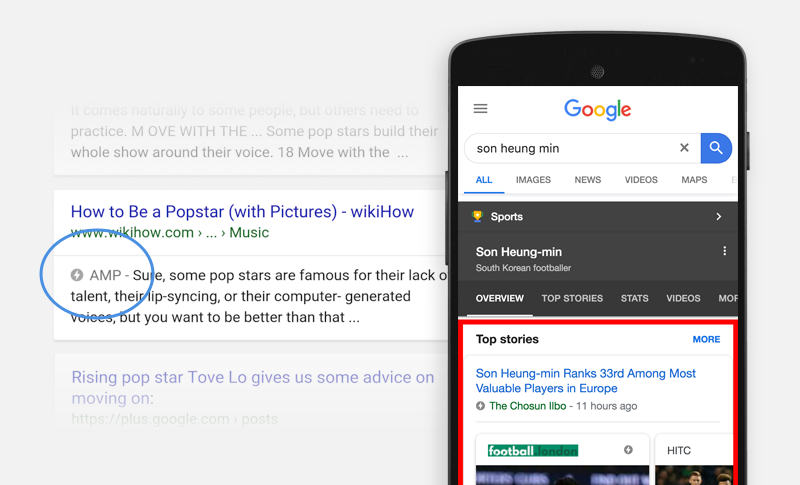 It comes naturally to some people, but others need to
practice. M OVE WITH THE ... Some pop stars build their
whole show around their voice. 18 Move with the ...
How to Be a Popstar (with Pictures) - wikiHow
www.wikihow.com › ... › Music
AMP - Sure, some pop stars are famous for their lack o
talent, their lip-syncing, or their computer- generated
voices, but you want to be better than that ...
Rising pop star Tove Lo gives us some advice on
moving on:
https://plus.google.com › posts
Google
son heung min
ALL IMAGES NEWS VIDEOS MAPS
Sports
Son Heung-min
South Korean footballer
OVERVIEW TOP STORIES STATS VIDEOS MOR
Top stories MORE
Son Heung-min Ranks 33rd Among Most
Valuable Players in Europe
The Chosun Ilbo - 11 hours ago
football.london HITC